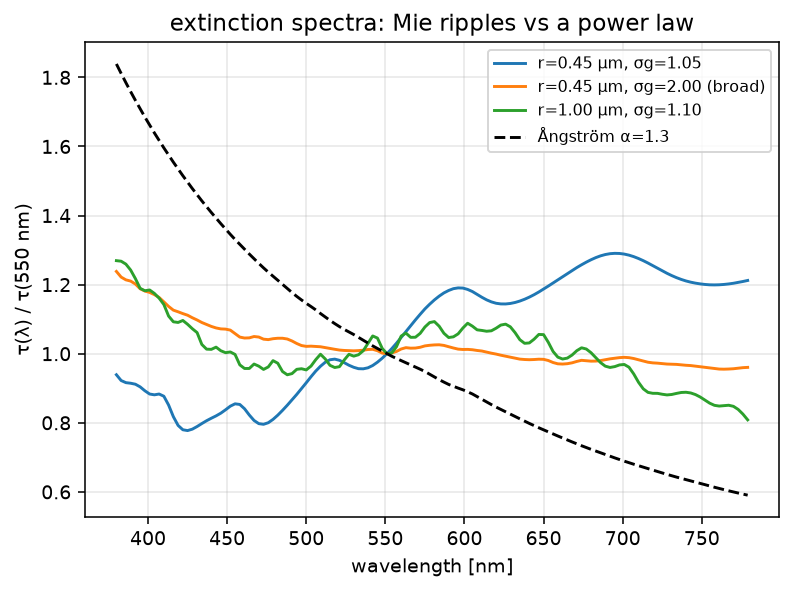 extinction spectra: Mie ripples vs a power law
r=0.45 μm, σg=1.05
r=0.45 μm, σg=2.00 (broad)
r=1.00 μm, σg=1.10
Ångström α=1.3
τ(λ) / τ(550 nm)
1.8
1.6
1.4
1.2
1.0
0.8
0.6
400 450 500 550 600 650 700 750
wavelength [nm]